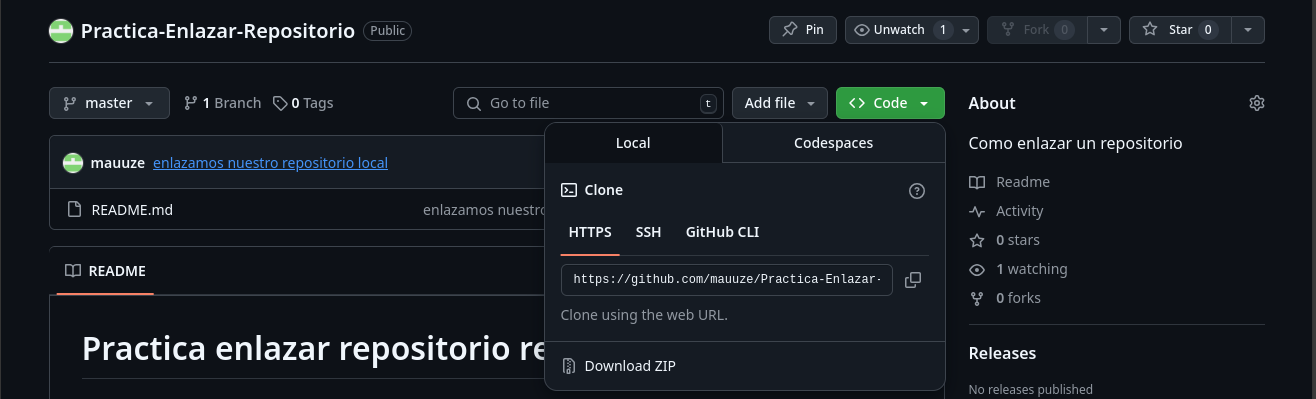 Practica-Enlazar-Repositorio Public Pin Unwatch 1 Fork 0 Star 0
master 1 Branch 0 Tags Go to file t Add file Code
Local Codespaces
mauuze enlazamos nuestro repositorio local
Clone
README.md enlazamos nuestro
HTTPS SSH GitHub CLI
README
https://github.com/mauuze/Practica-Enlazar-
Clone using the web URL.
Practica enlazar repositorio re
Download ZIP
About
Como enlazar un repositorio
Readme
Activity
0 stars
1 watching
0 forks
Releases
No releases published